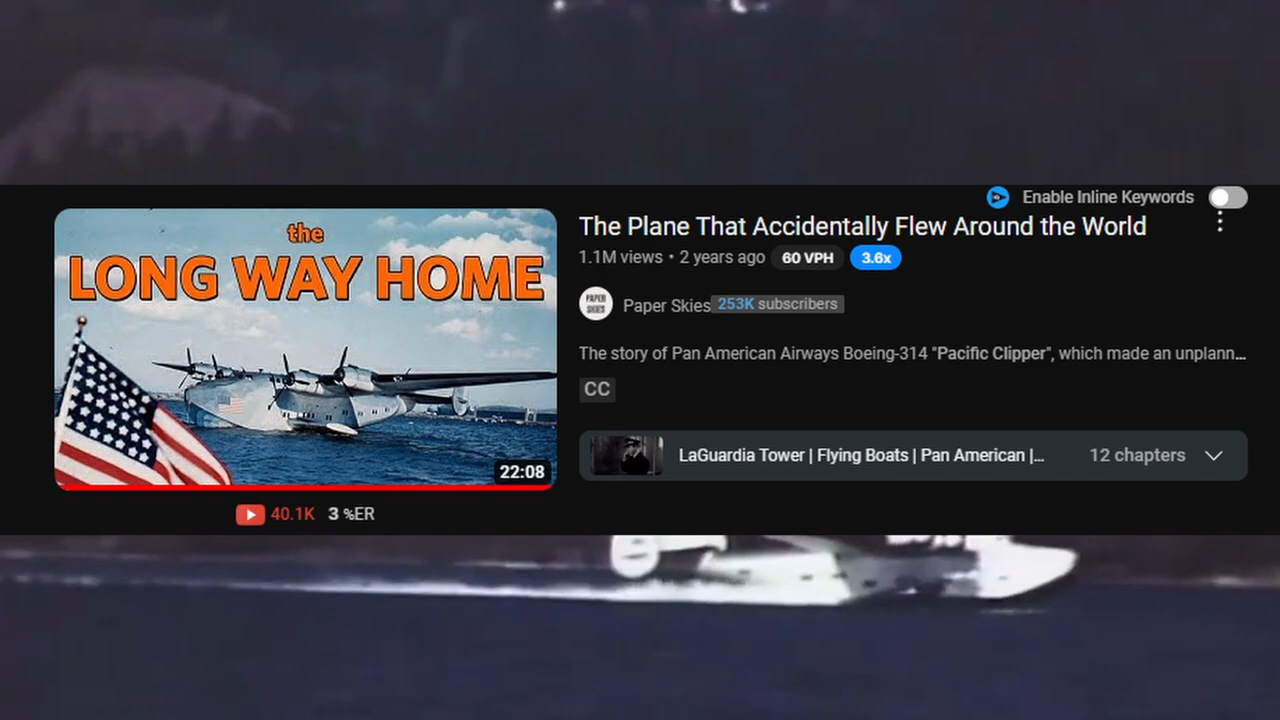 Enable Inline Keywords
the
LONG WAY HOME
22:08
40.1K 3 %ER
The Plane That Accidentally Flew Around the World
1.1M views • 2 years ago 60 VPH 3.6x
PAPER
SKIES
Paper Skies 253K subscribers
The story of Pan American Airways Boeing-314 "Pacific Clipper", which made an unplann...
CC
LaGuardia Tower | Flying Boats | Pan American |... 12 chapters